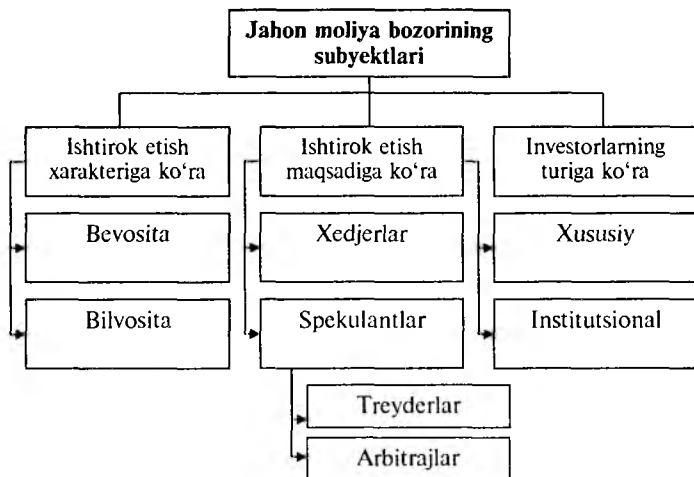 Jahon moliya bozorining
subyektlari
Ishtirok etish
xarakteriga ko‘ra
Ishtirok etish
maqsadiga ko‘ra
Investorlarning
turiga ko‘ra
Bevosita
Xedjerlar
Xususiy
Bilvosita
Spekulantlar
Institutsional
Treyderlar
Arbitrajlar